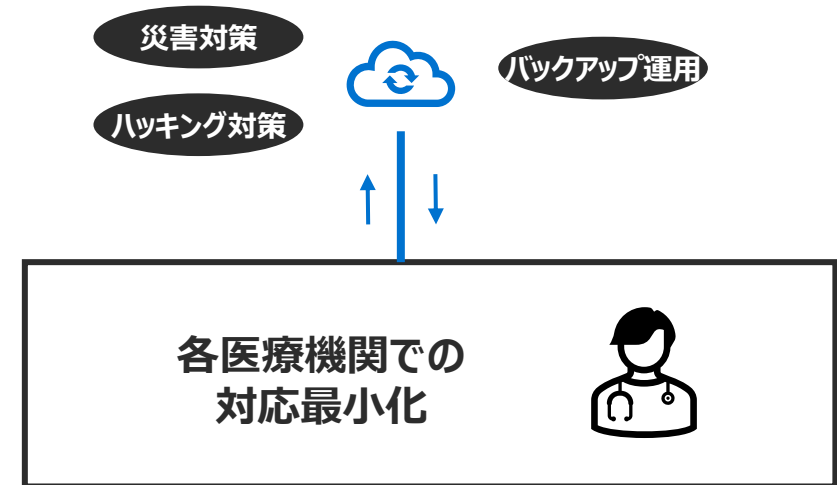 災害対策
バックアップ運用
ハッキング対策
各医療機関での
対応最小化